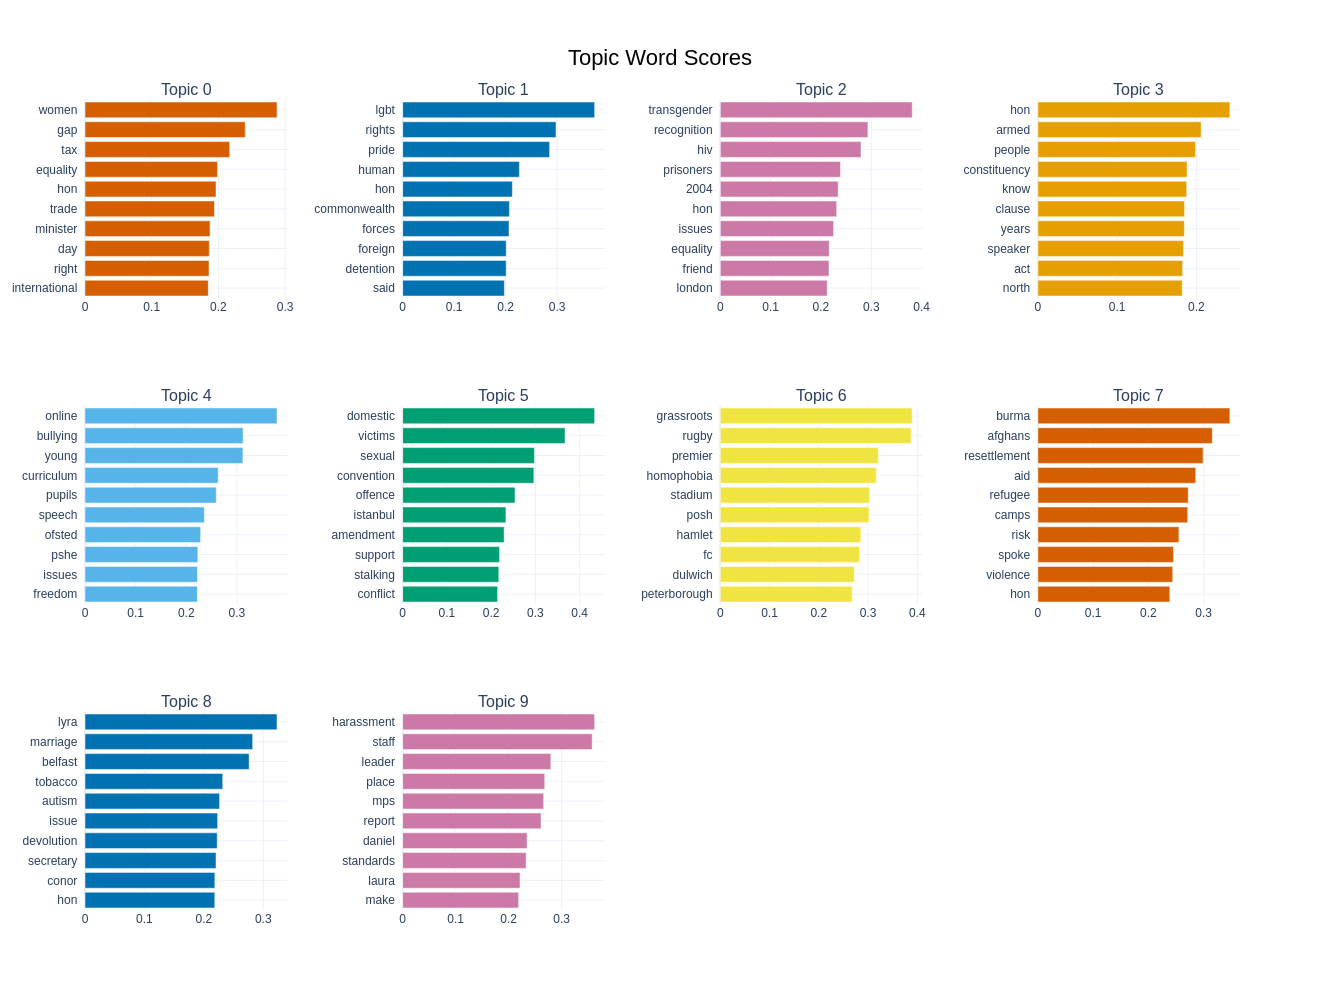 Topic Word Scores
Topic 0
women
gap
tax
equality
hon
trade
minister
day
right
international
0 0.1 0.2 0.3
Topic 1
lgbt
rights
pride
human
hon
commonwealth
forces
foreign
detention
said
0 0.1 0.2 0.3
Topic 2
transgender
recognition
hiv
prisoners
2004
hon
issues
equality
friend
london
0 0.1 0.2 0.3 0.4
Topic 3
hon
armed
people
constituency
know
clause
years
speaker
act
north
0 0.1 0.2
Topic 4
online
bullying
young
curriculum
pupils
speech
ofsted
pshe
issues
freedom
0 0.1 0.2 0.3
Topic 5
domestic
victims
sexual
convention
offence
istanbul
amendment
support
stalking
conflict
0 0.1 0.2 0.3 0.4
Topic 6
grassroots
rugby
premier
homophobia
stadium
posh
hamlet
fc
dulwich
peterborough
0 0.1 0.2 0.3 0.4
Topic 7
burma
afghans
resettlement
aid
refugee
camps
risk
spoke
violence
hon
0 0.1 0.2 0.3
Topic 8
lyra
marriage
belfast
tobacco
autism
issue
devolution
secretary
conor
hon
0 0.1 0.2 0.3
Topic 9
harassment
staff
leader
place
mps
report
daniel
standards
laura
make
0 0.1 0.2 0.3